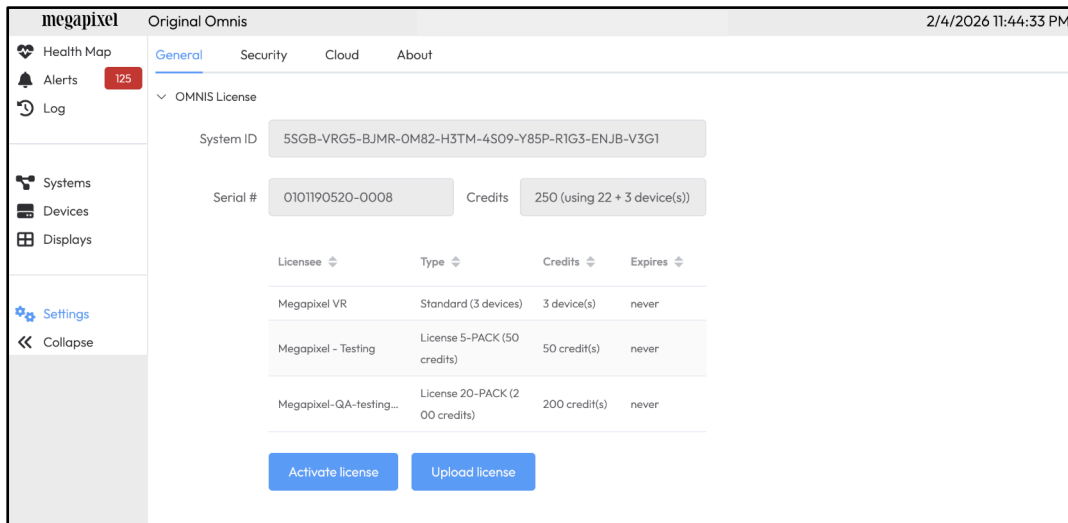 megapixel
Original Omnis
2/4/2026 11:44:33 PM
Health Map
Alerts
125
Log
Systems
Devices
Displays
Settings
Collapse
General
Security
Cloud
About
OMNIS License
System ID
5SGB-VRG5-BJMR-0M82-H3TM-4S09-Y85P-R1G3-ENJB-V3G1
Serial #
0101190520-0008
Credits
250 (using 22 + 3 device(s))
Licensee
Type
Credits
Expires
Megapixel VR
Standard (3 devices)
3 device(s)
never
Megapixel - Testing
License 5-PACK (50
credits)
50 credit(s)
never
Megapixel-QA-testing...
License 20-PACK (2
00 credits)
200 credit(s)
never
Activate license
Upload license